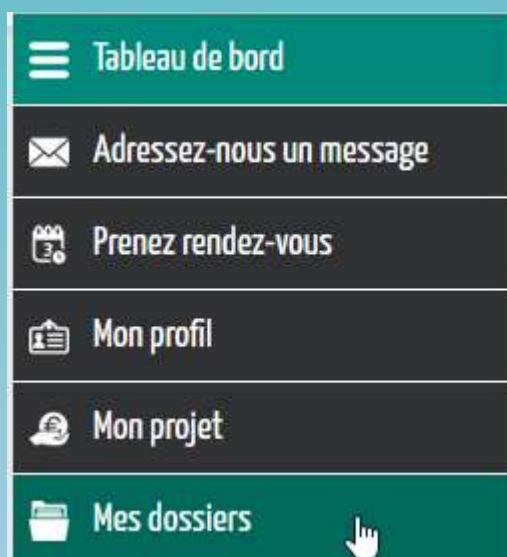 Tableau de bord
Adressez-nous un message
Prenez rendez-vous
Mon profil
Mon projet
Mes dossiers